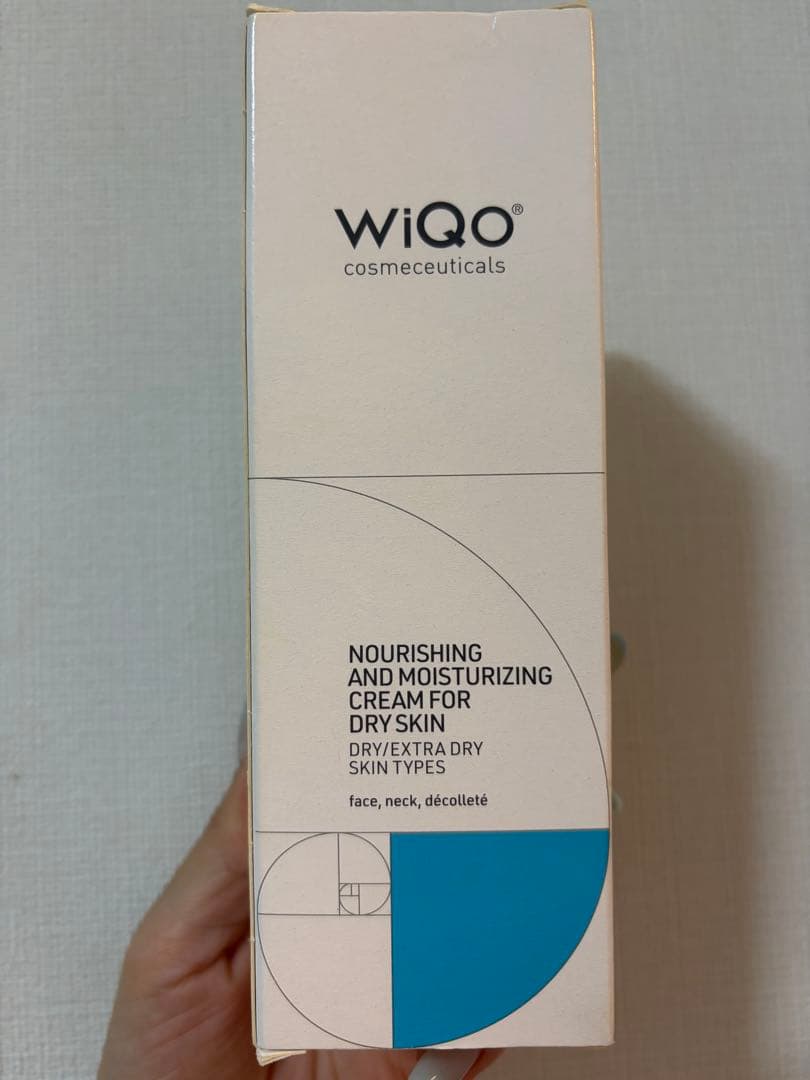 WiQo®
cosmeceuticals
NOURISHING
AND MOISTURIZING
CREAM FOR
DRY SKIN
DRY/EXTRA DRY
SKIN TYPES
face, neck, décolleté